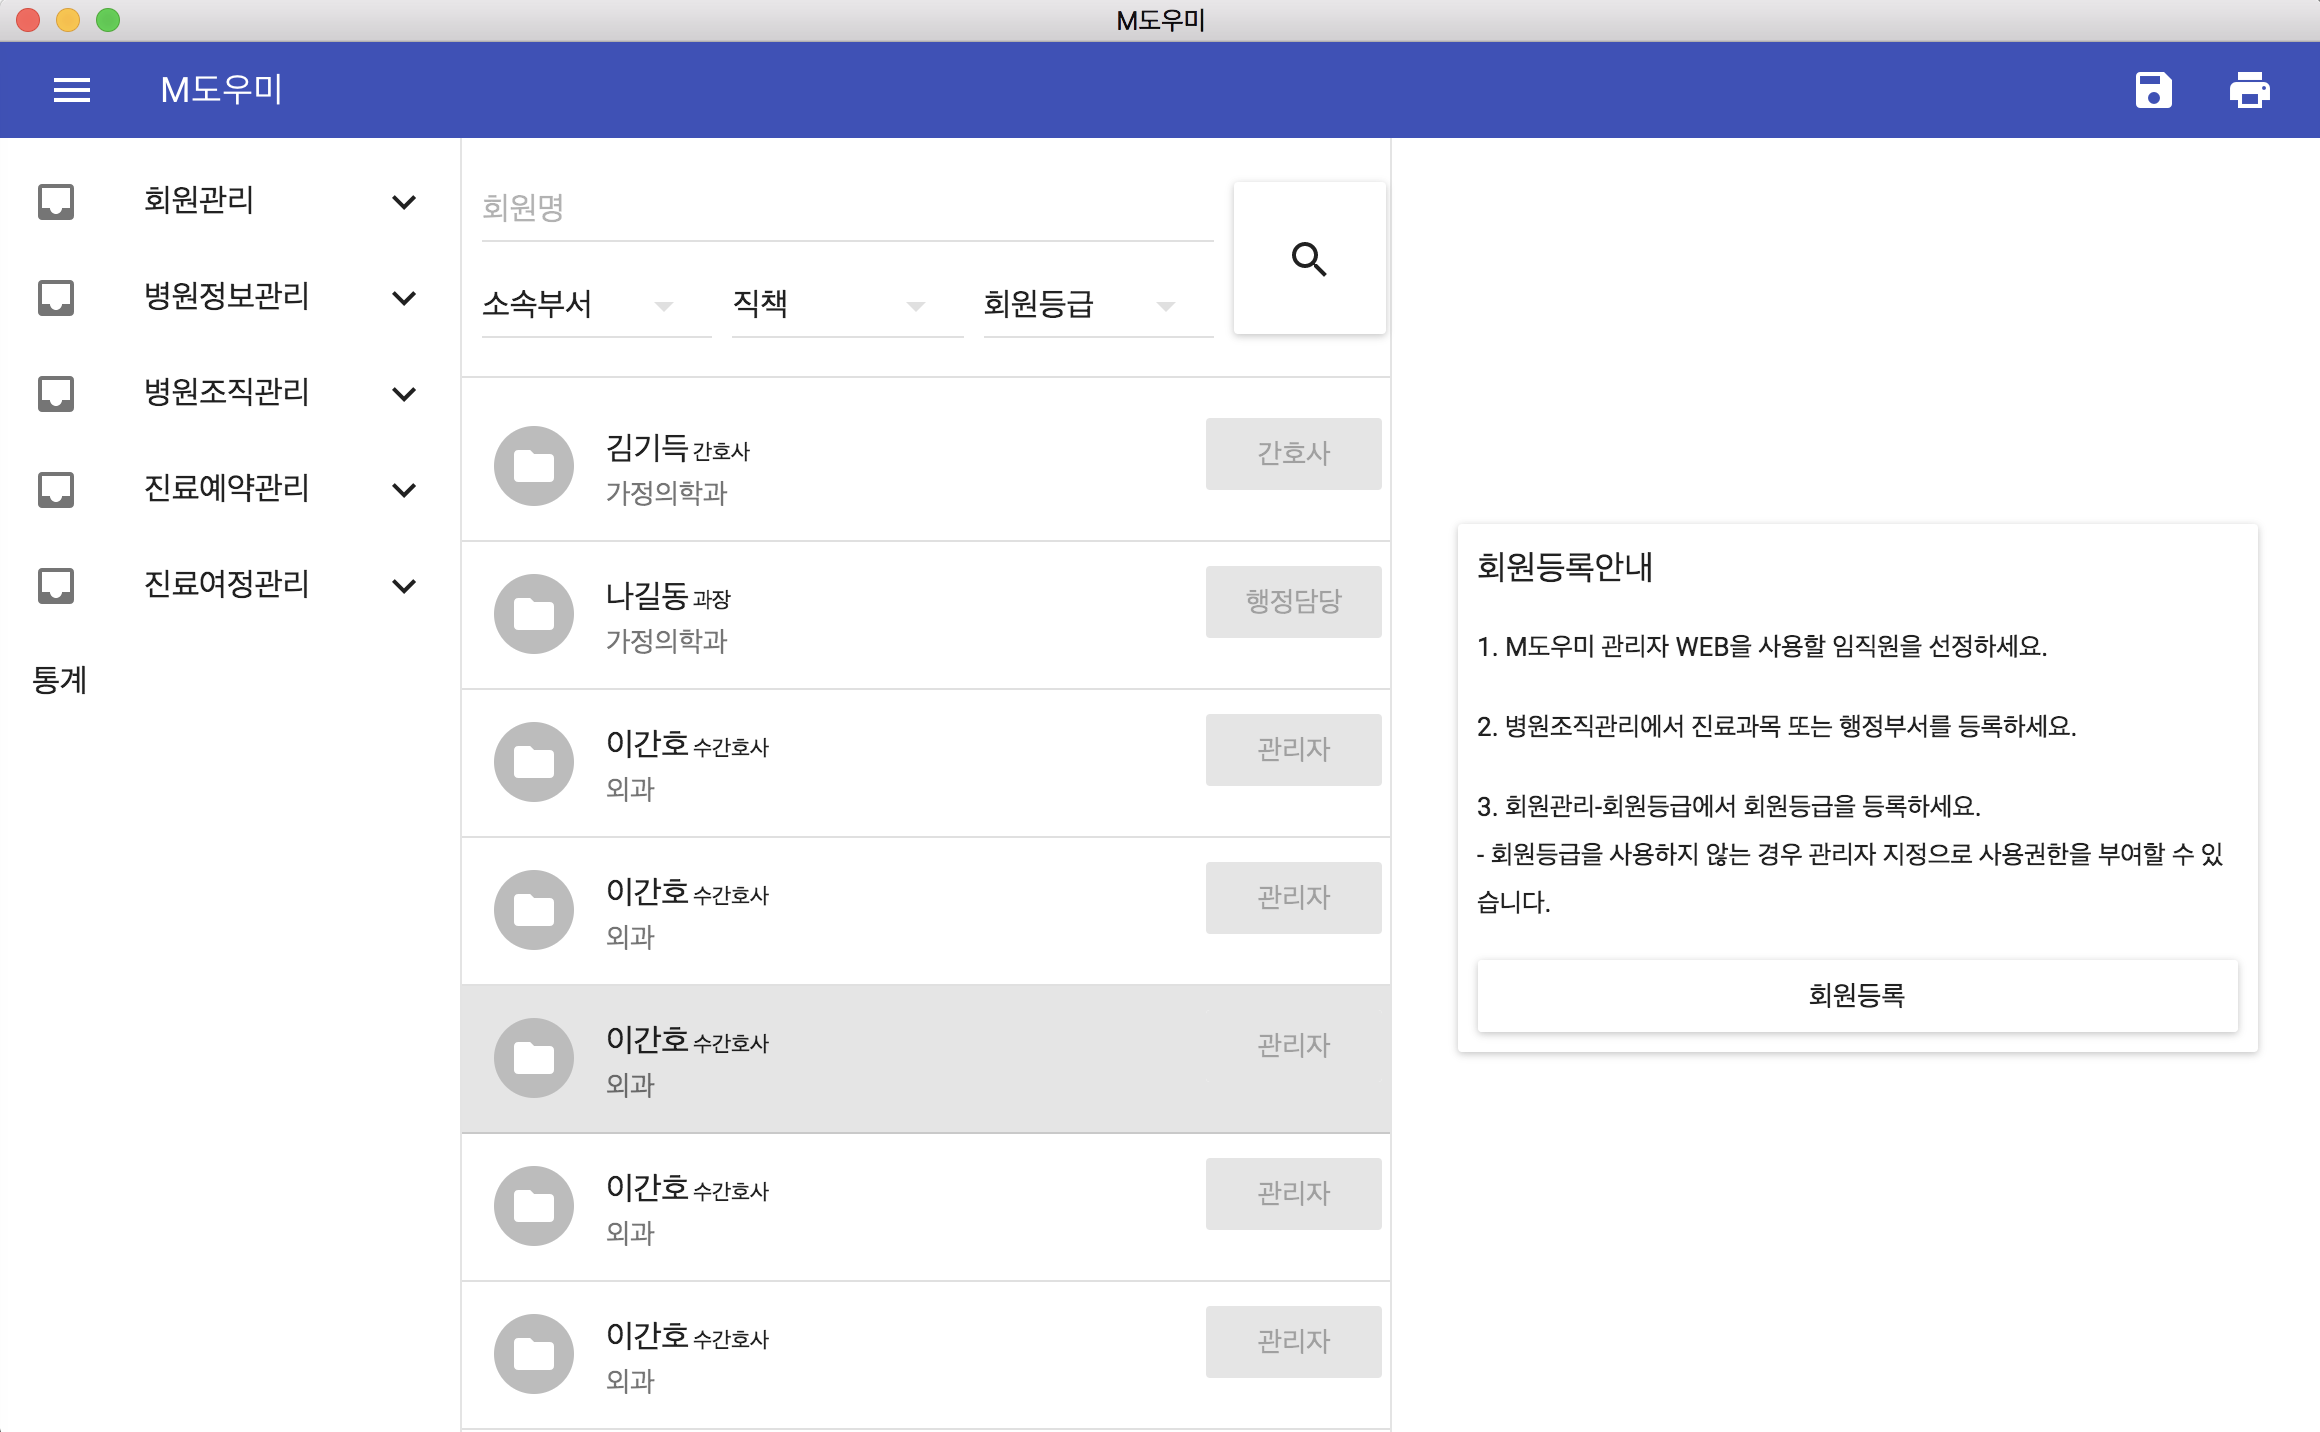 M도우미
M도우미
회원관리
병원정보관리
병원조직관리
진료예약관리
진료여정관리
통계
회원명
소속부서 직책 회원등급
김기득 간호사
가정의학과
간호사
나길동 과장
가정의학과
행정담당
이간호 수간호사
외과
관리자
이간호 수간호사
외과
관리자
이간호 수간호사
외과
관리자
이간호 수간호사
외과
관리자
이간호 수간호사
외과
관리자
회원등록안내
1. M도우미 관리자 WEB을 사용할 임직원을 선정하세요.
2. 병원조직관리에서 진료과목 또는 행정부서를 등록하세요.
3. 회원관리-회원등급에서 회원등급을 등록하세요.
- 회원등급을 사용하지 않는 경우 관리자 지정으로 사용권한을 부여할 수 있
습니다.
회원등록